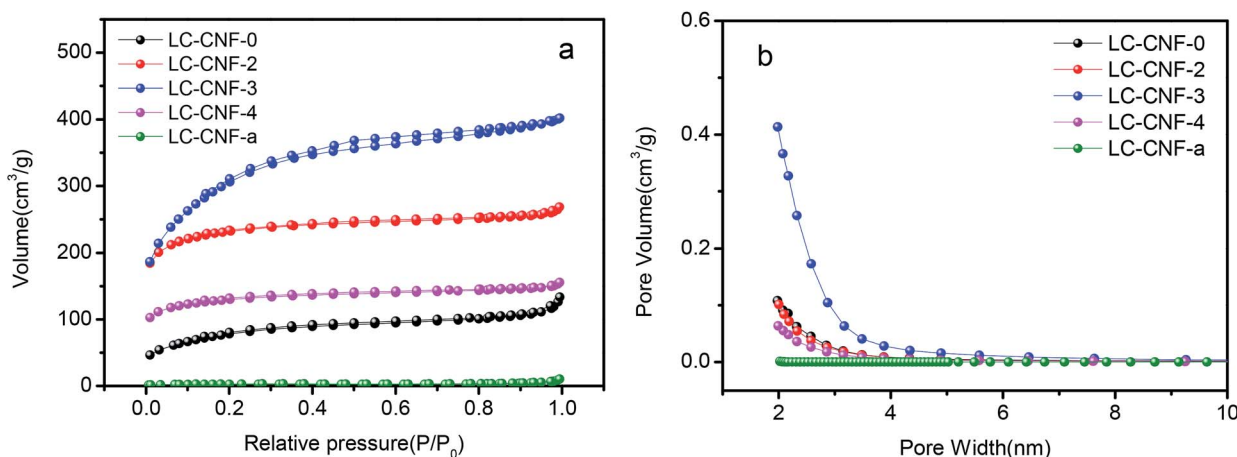 a
LC-CNF-0
LC-CNF-2
LC-CNF-3
LC-CNF-4
LC-CNF-a
Volume(cm³/g)
500
400
300
200
100
0
0.0 0.2 0.4 0.6 0.8 1.0
Relative pressure(P/P₀)
b
LC-CNF-0
LC-CNF-2
LC-CNF-3
LC-CNF-4
LC-CNF-a
Pore Volume(cm³/g)
0.6
0.4
0.2
0.0
2 4 6 8 10
Pore Width(nm)